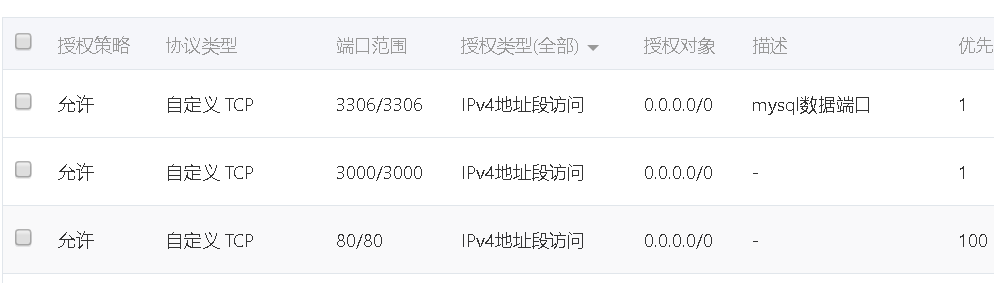 授权策略 协议类型 端口范围 授权类型(全部) 授权对象 描述 优先
允许 自定义 TCP 3306/3306 IPv4地址段访问 0.0.0.0/0 mysql数据端口 1
允许 自定义 TCP 3000/3000 IPv4地址段访问 0.0.0.0/0 - 1
允许 自定义 TCP 80/80 IPv4地址段访问 0.0.0.0/0 - 100